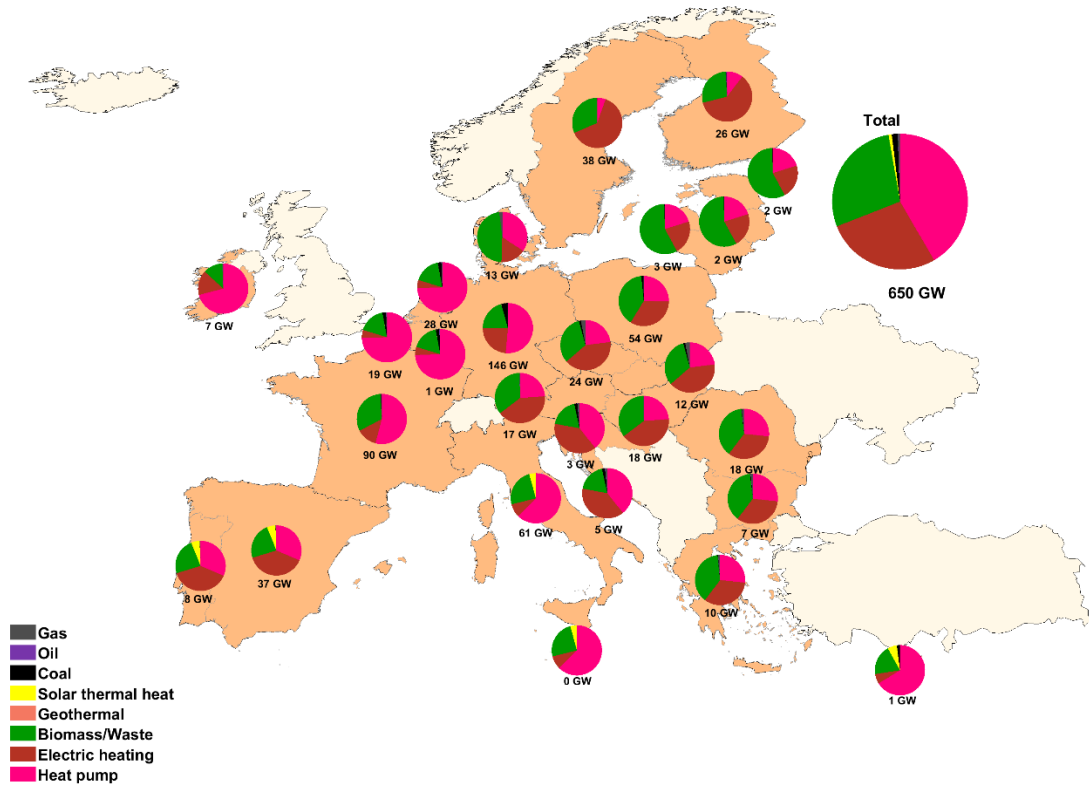 26 GW
Total
38 GW
2 GW
3 GW
2 GW
13 GW
7 GW
28 GW
650 GW
54 GW
19 GW
1 GW
146 GW
24 GW
12 GW
17 GW
90 GW
3 GW
18 GW
18 GW
61 GW
5 GW
7 GW
37 GW
8 GW
10 GW
0 GW
1 GW
Gas
Oil
Coal
Solar thermal heat
Geothermal
Biomass/Waste
Electric heating
Heat pump